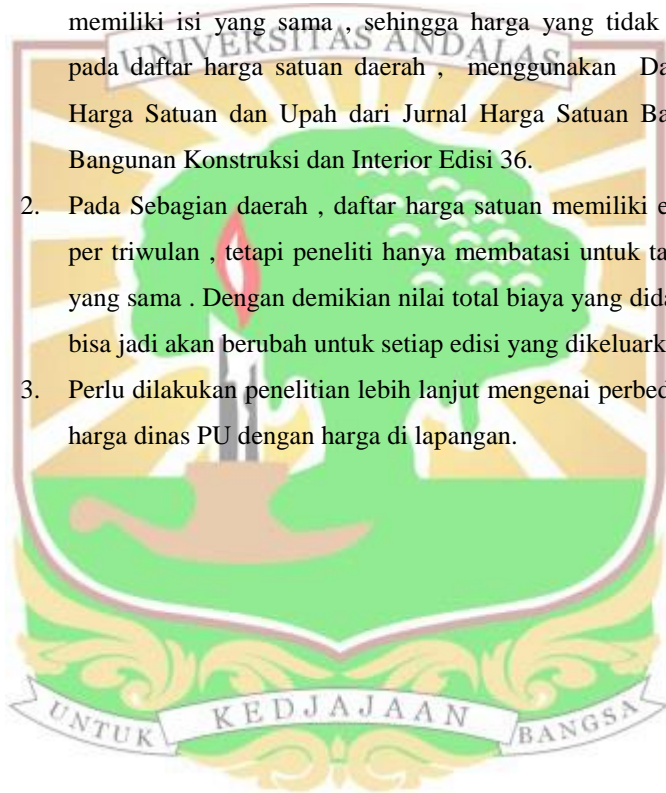 memiliki isi yang sama , sehingga harga yang tidak
UNIVERSITAS ANDALAS
pada daftar harga satuan daerah , menggunakan
Harga Satuan dan Upah dari Jurnal Harga Satuan
Bangunan Konstruksi dan Interior Edisi 36.
2. Pada Sebagian daerah , daftar harga satuan memiliki
per triwulan , tetapi peneliti hanya membatasi untuk
yang sama . Dengan demikian nilai total biaya yang
bisa jadi akan berubah untuk setiap edisi yang
3. Perlu dilakukan penelitian lebih lanjut mengenai
harga dinas PU dengan harga di lapangan.
UNTUK KEDJAJAAN BANGSA